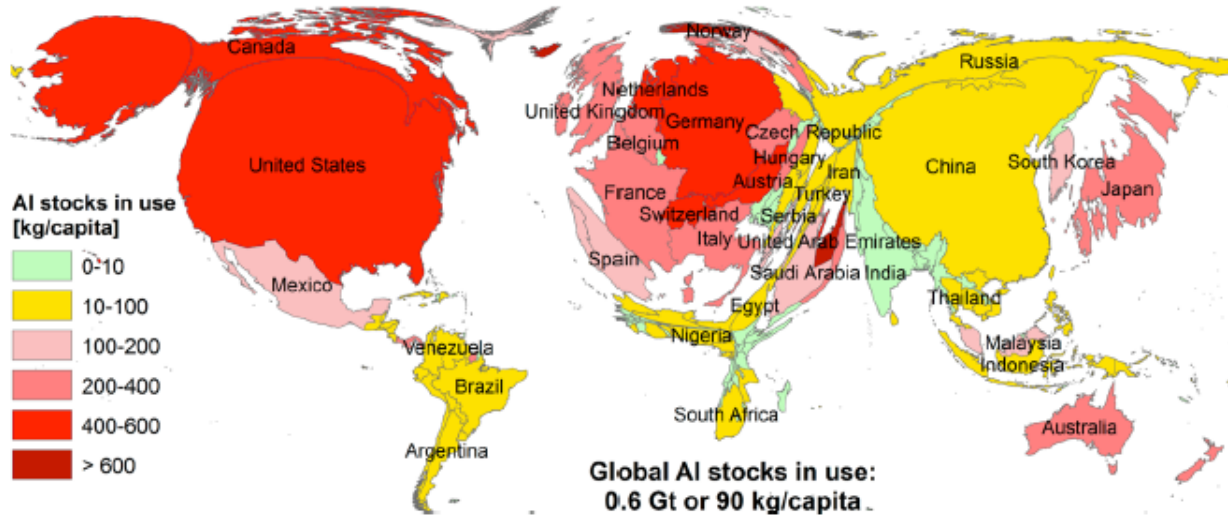 Canada
Norway
Russia
Netherlands
United Kingdom
Germany
Czech Republic
Belgium
Hungary
Iran
South Korea
United States
China
Austria
Turkey
Japan
France
Switzerland
Serbia
Italy
United Arab Emirates
Spain
Saudi Arabia
India
Mexico
Egypt
Thailand
Nigeria
Malaysia
Venezuela
Indonesia
Brazil
South Africa
Australia
Argentina
Al stocks in use
[kg/capita]
0-10
10-100
100-200
200-400
400-600
> 600
Global Al stocks in use:
0.6 Gt or 90 kg/capita